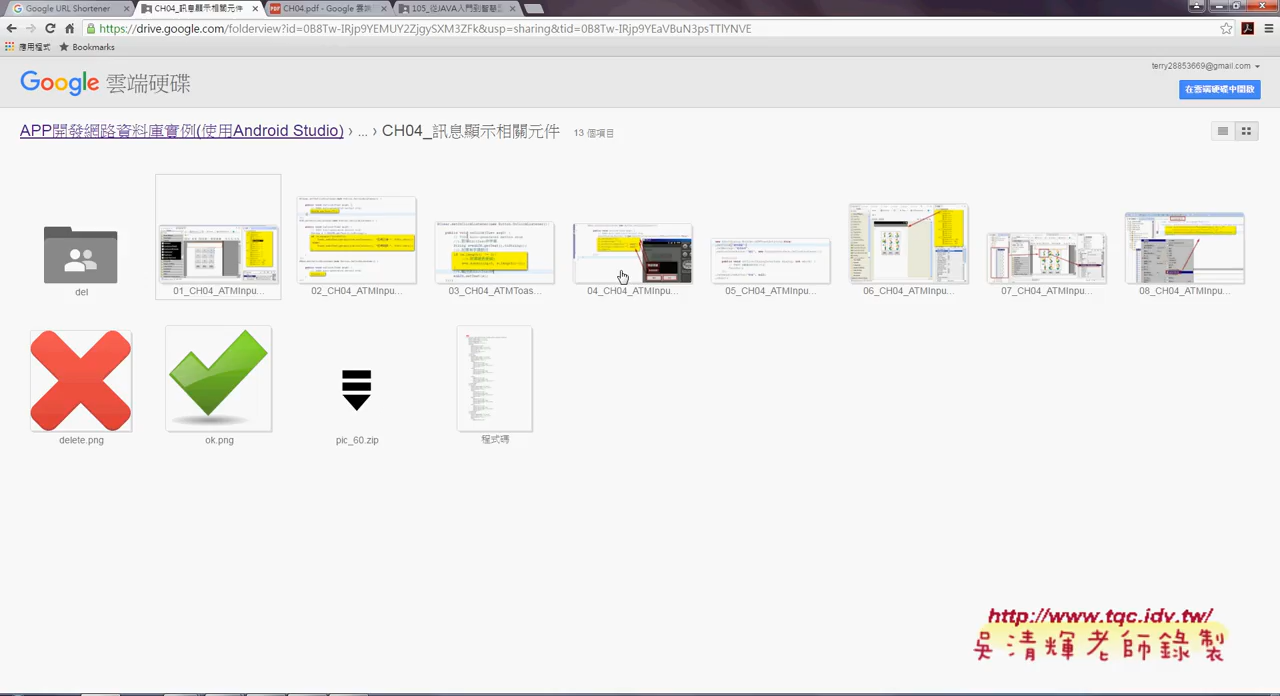 Google URL Shortener
CH04_訊息顯示相關元件
CH04.pdf - Google 雲端
105_從JAVA入門到智慧型
https://drive.google.com/folderview?id=0B8Tw-IRjp9YEMUY2ZjgySXM3ZFk&usp=sharing&tid=0B8Tw-IRjp9YEaVBuN3psTTlYNVE
應用程式
Bookmarks
terry28853669@gmail.com
Google 雲端硬碟
在雲端硬碟中開啟
APP開發網路資料庫實例(使用Android Studio) › ... › CH04_訊息顯示相關元件 13 個項目
del
01_CH04_ATMInpu...
02_CH04_ATMInpu...
03_CH04_ATMToas...
04_CH04_ATMInpu...
05_CH04_ATMInpu...
06_CH04_ATMInpu...
07_CH04_ATMInpu...
08_CH04_ATMInpu...
delete.png
ok.png
pic_60.zip
程式碼
http://www.tqc.idv.tw/
吳清輝老師錄製